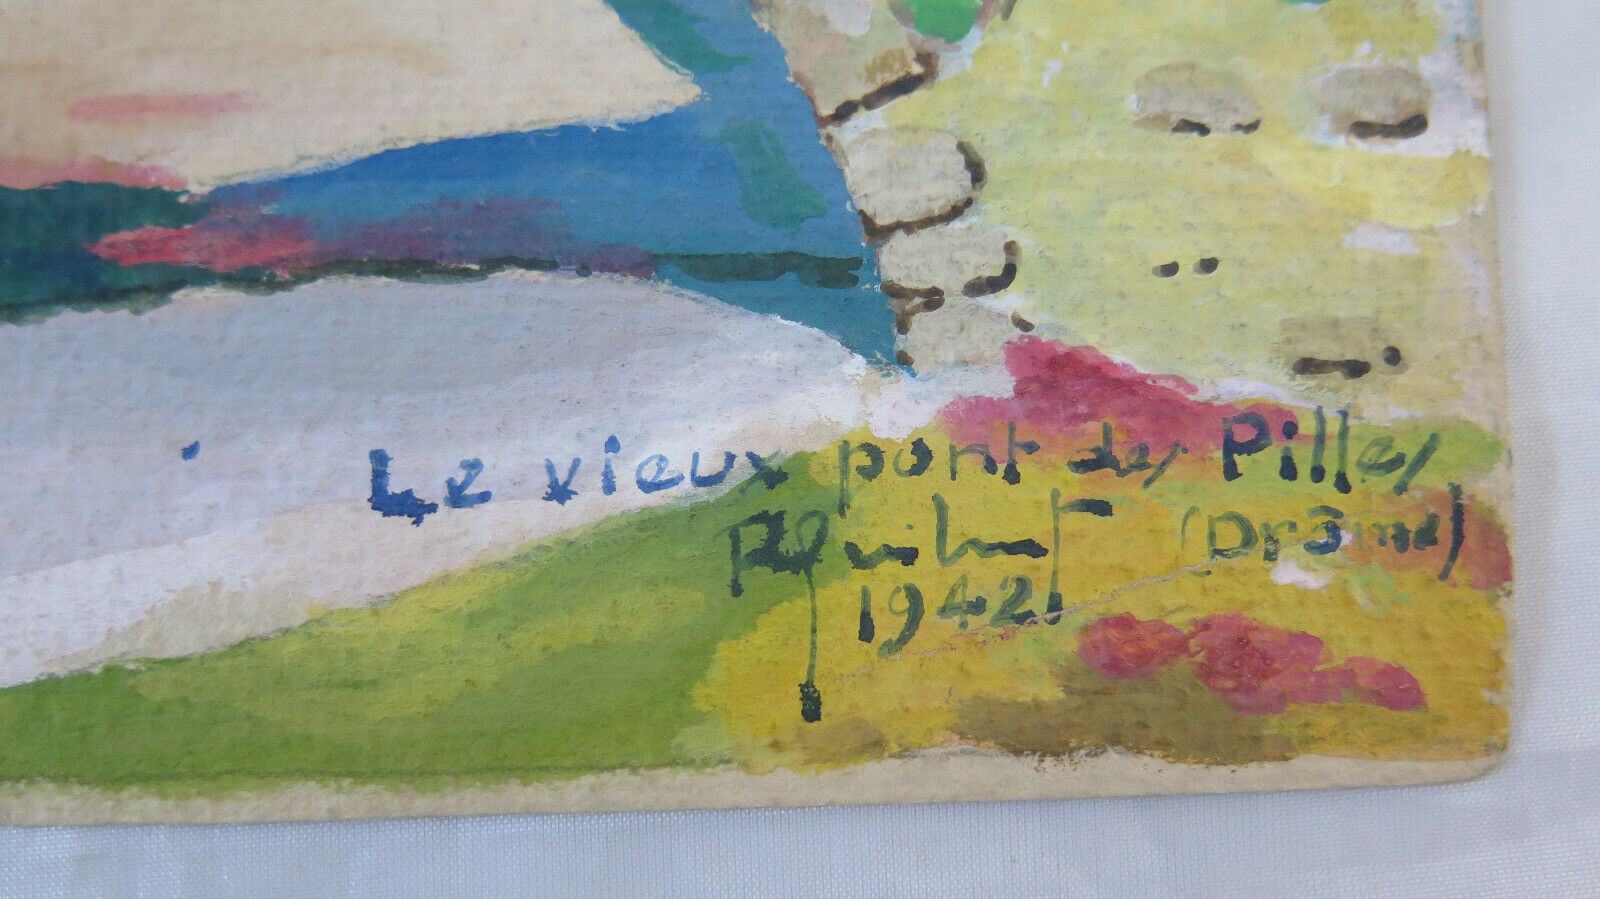 Le vieux pont des Pilles
(Drôme)
1942